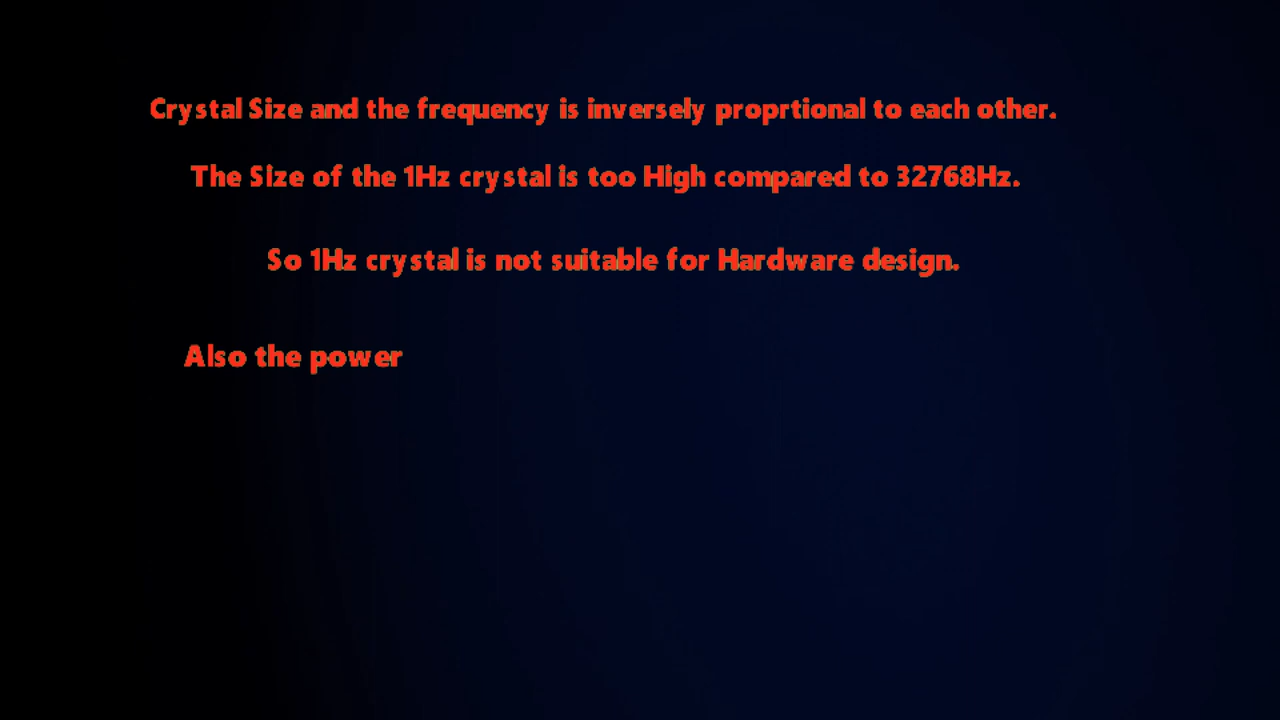 Crystal Size and the frequency is inversely proprtional to each other.
The Size of the 1Hz crystal is too High compared to 32768Hz.
So 1Hz crystal is not suitable for Hardware design.
Also the power